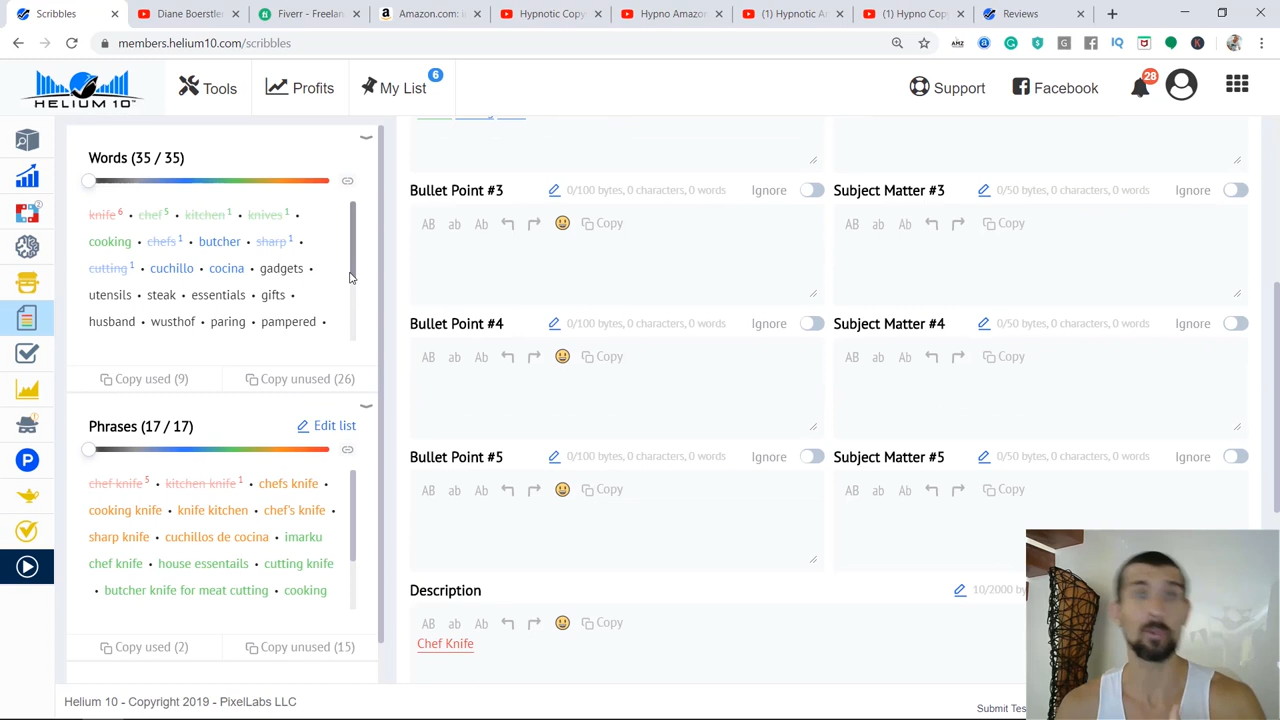 Scribbles
Diane Boerstler
Fiverr - Freelan
Amazon.com: k
Hypnotic Copy
Hypno Amazor
(1) Hypnotic A
(1) Hypno Cop
Reviews
members.helium10.com/scribbles
HELIUM 10
Tools
Profits
My List
6
Support
Facebook
28
Words (35 / 35)
knife 6 • chef 5 • kitchen 1 • knives 1 •
cooking • chefs 1 • butcher • sharp 1 •
cutting 1 • cuchillo • cocina • gadgets •
utensils • steak • essentials • gifts •
husband • wusthof • paring • pampered •
Copy used (9)
Copy unused (26)
Phrases (17 / 17)
Edit list
chef knife 5 • kitchen knife 1 • chefs knife •
cooking knife • knife kitchen • chef's knife •
sharp knife • cuchillos de cocina • imarku
chef knife • house essentails • cutting knife
• butcher knife for meat cutting • cooking
Copy used (2)
Copy unused (15)
Bullet Point #3
0/100 bytes, 0 characters, 0 words
Ignore
AB ab Ab Copy
Subject Matter #3
0/50 bytes, 0 characters, 0 words
Ignore
AB ab Ab Copy
Bullet Point #4
0/100 bytes, 0 characters, 0 words
Ignore
AB ab Ab Copy
Subject Matter #4
0/50 bytes, 0 characters, 0 words
Ignore
AB ab Ab Copy
Bullet Point #5
0/100 bytes, 0 characters, 0 words
Ignore
AB ab Ab Copy
Subject Matter #5
0/50 bytes, 0 characters, 0 words
Ignore
AB ab Ab Copy
Description
10/2000 by
AB ab Ab Copy
Chef Knife
Helium 10 - Copyright 2019 - PixelLabs LLC
Submit Tes